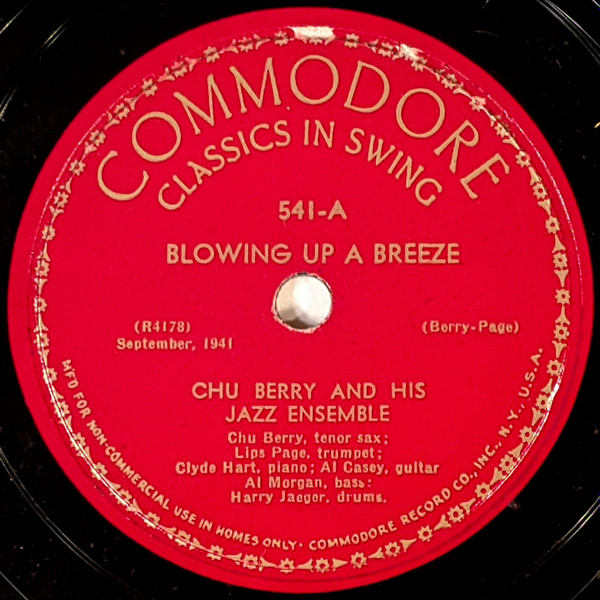 COMMODORE
CLASSICS IN SWING
541-A
BLOWING UP A BREEZE
(R4178)
September, 1941
(Berry-Page)
CHU BERRY AND HIS
JAZZ ENSEMBLE
Chu Berry, tenor sax;
Lips Page, trumpet;
Clyde Hart, piano; Al Casey, guitar
Al Morgan, bass:
Harry Jaeger, drums.
MF'D FOR NON-COMMERCIAL USE IN HOMES ONLY · COMMODORE RECORD CO., INC., N.Y., U.S.A.